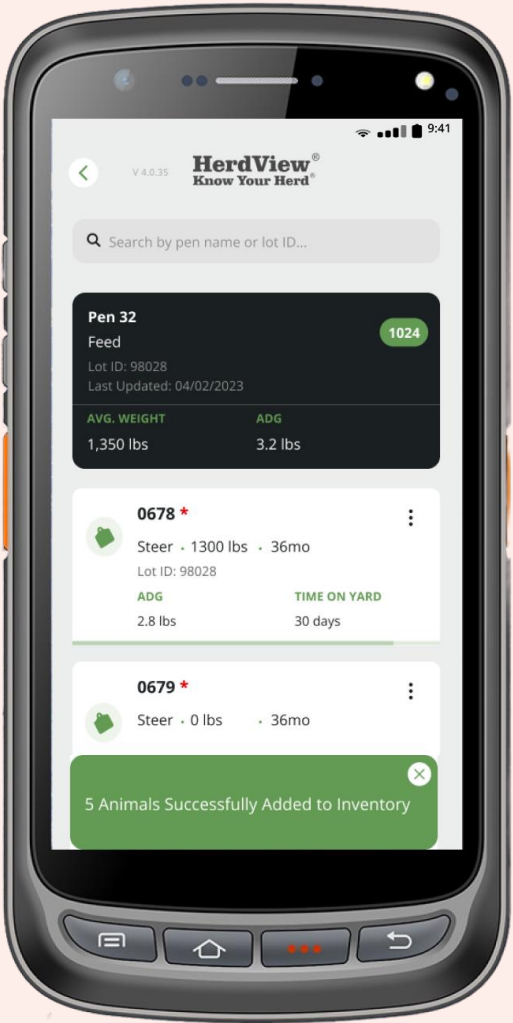 9:41
V 4.0.35
HerdView®
Know Your Herd®
Search by pen name or lot ID...
Pen 32
1024
Feed
Lot ID: 98028
Last Updated: 04/02/2023
AVG. WEIGHT ADG
1,350 lbs 3.2 lbs
0678 *
Steer · 1300 lbs · 36mo
Lot ID: 98028
ADG TIME ON YARD
2.8 lbs 30 days
0679 *
Steer · 0 lbs · 36mo
5 Animals Successfully Added to Inventory